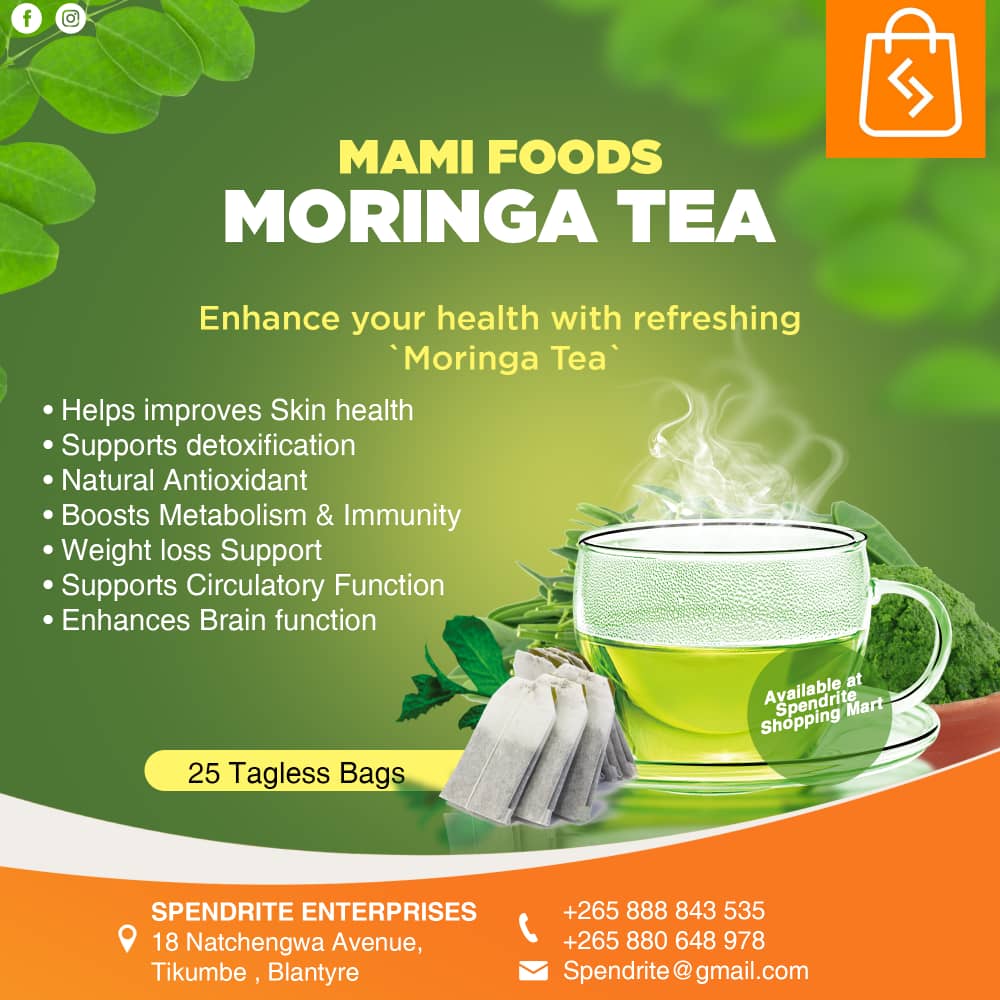 MAMI FOODS
MORINGA TEA
Enhance your health with refreshing
`Moringa Tea`
• Helps improves Skin health
• Supports detoxification
• Natural Antioxidant
• Boosts Metabolism & Immunity
• Weight loss Support
• Supports Circulatory Function
• Enhances Brain function
Available at
Spendrite
Shopping Mart
25 Tagless Bags
SPENDRITE ENTERPRISES
18 Natchengwa Avenue,
Tikumbe , Blantyre
+265 888 843 535
+265 880 648 978
Spendrite@gmail.com